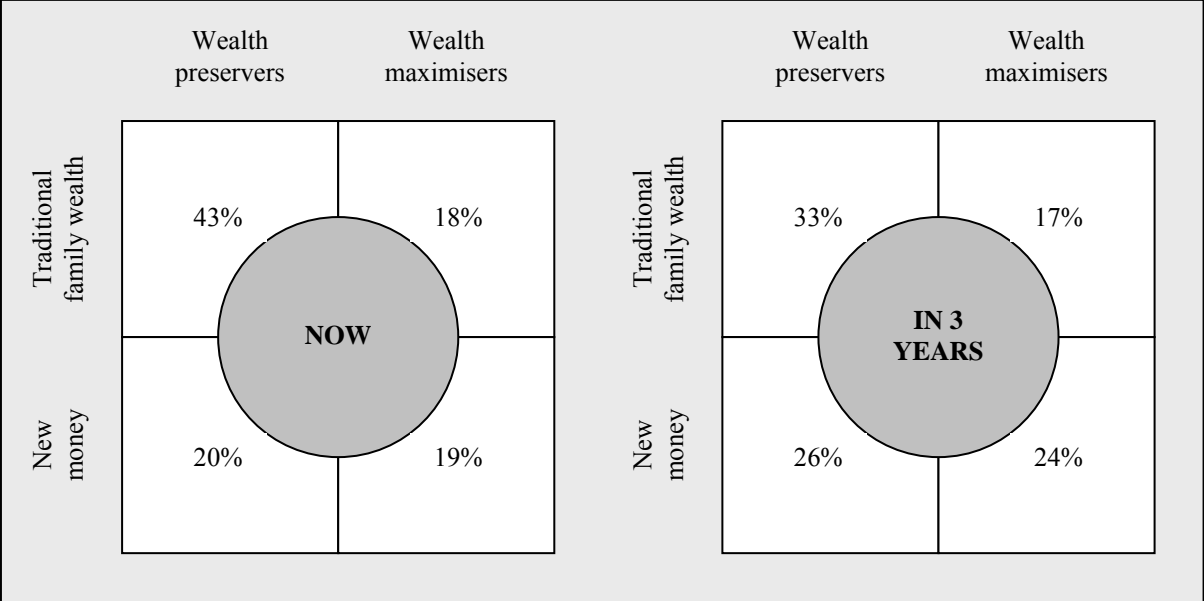 Wealth
preservers
Wealth
maximisers
Traditional
family wealth
43%
18%
NOW
New
money
20%
19%
Wealth
preservers
Wealth
maximisers
Traditional
family wealth
33%
17%
IN 3
YEARS
New
money
26%
24%